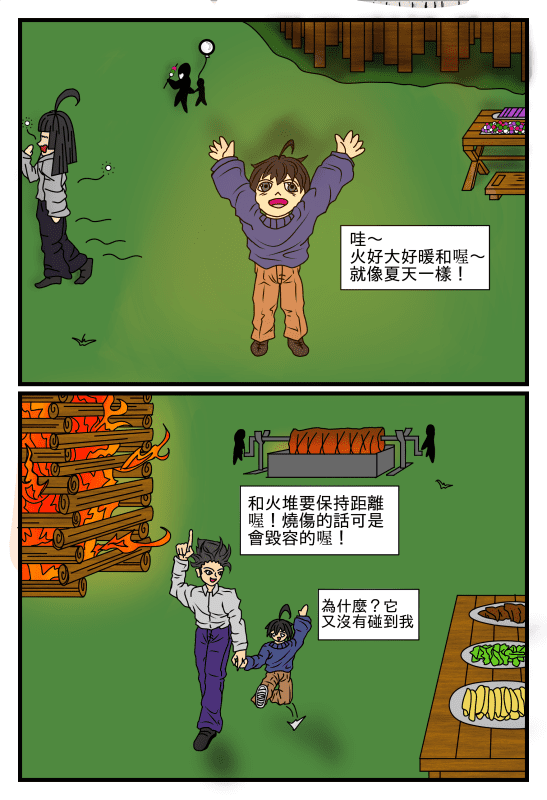 哇～
火好大好暖和喔～
就像夏天一樣！
和火堆要保持距離
喔！燒傷的話可是
會毀容的喔！
為什麼？它
又沒有碰到我